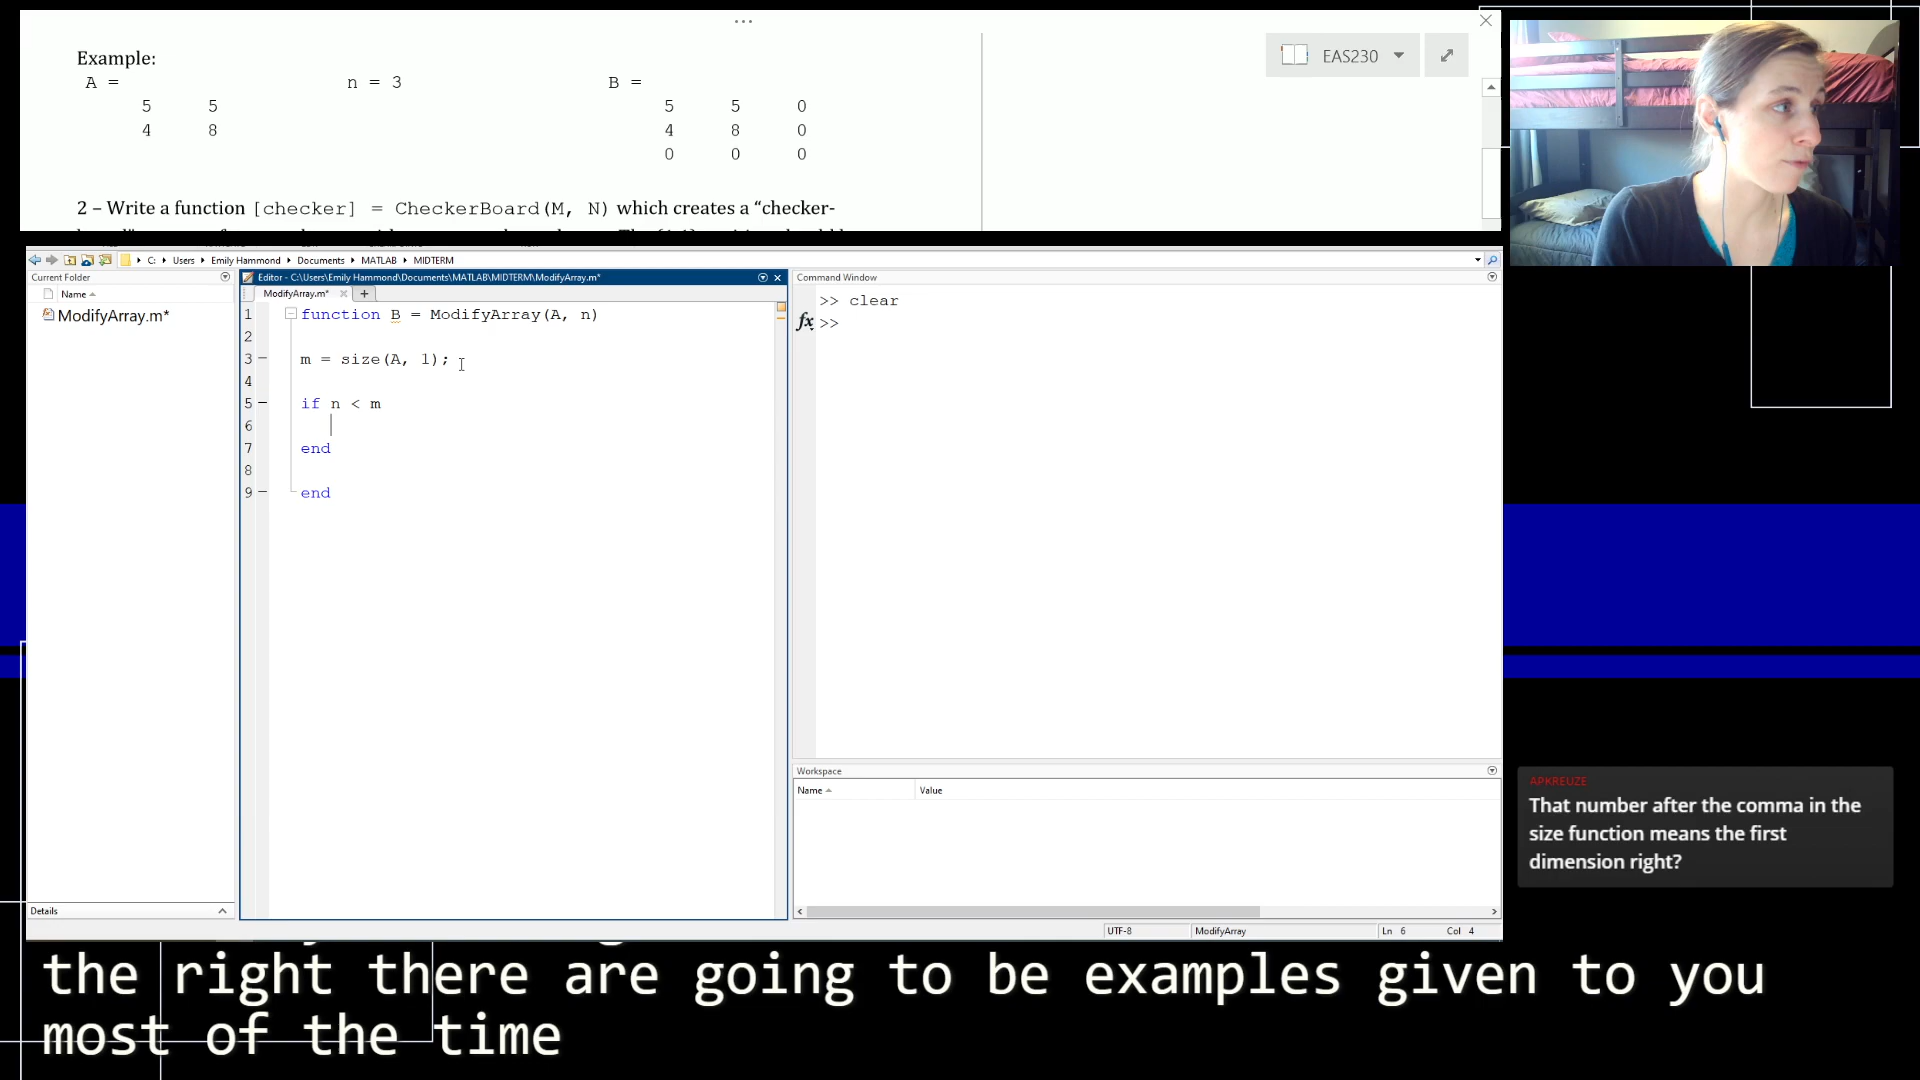 ...
Example:
A =
n = 3
B =
5 5
4 8
5 5 0
4 8 0
0 0 0
2 – Write a function [checker] = CheckerBoard(M, N) which creates a “checker-
EAS230
C: Users Emily Hammond Documents MATLAB MIDTERM
Current Folder
Name
ModifyArray.m*
Details
Editor - C:\Users\Emily Hammond\Documents\MATLAB\MIDTERM\ModifyArray.m*
ModifyArray.m* × +
1 function B = ModifyArray(A, n)
2
3 – m = size(A, 1);
4
5 – if n < m
6
7 end
8
9 – end
Command Window
>> clear
fx >>
Workspace
Name Value
UTF-8 ModifyArray Ln 6 Col 4
APKREUZE
That number after the comma in the
size function means the first
dimension right?
the right there are going to be examples given to you
most of the time